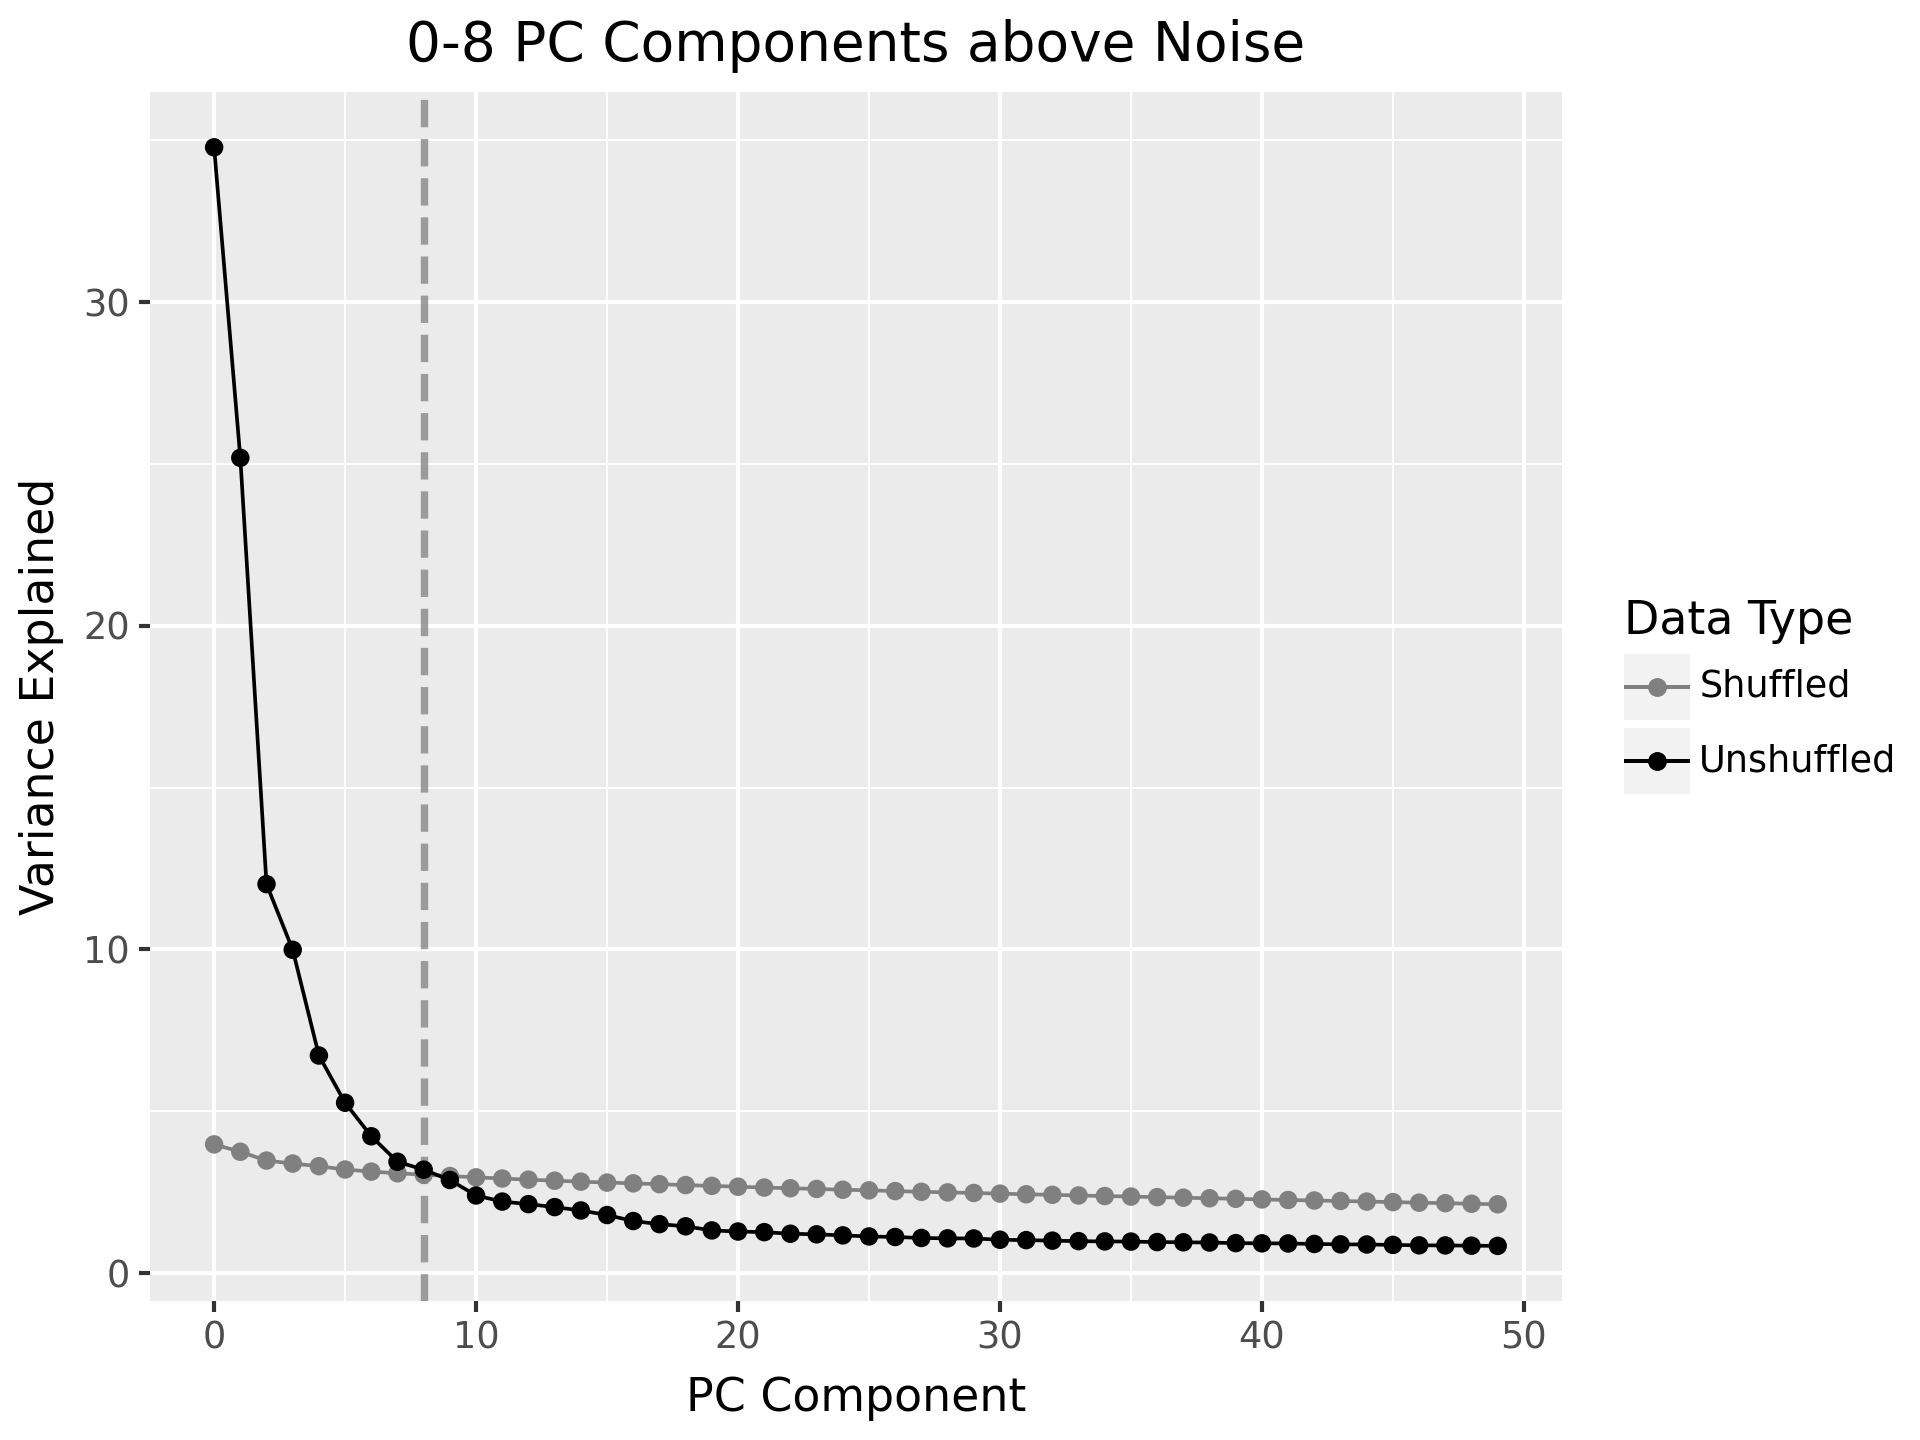 0-8 PC Components above Noise
Variance Explained
30
20
10
0
0 10 20 30 40 50
PC Component
Data Type
Shuffled
Unshuffled